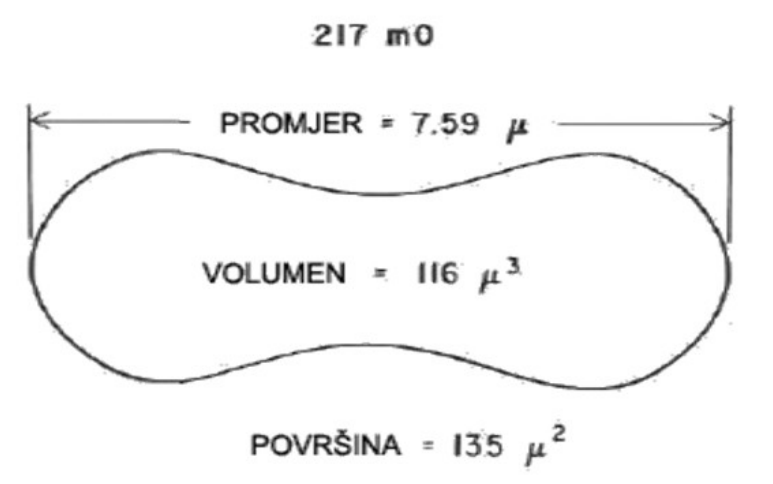 217 mO
PROMJER = 7.59 μ
VOLUMEN = 116 μ³
POVRŠINA = 135 μ²